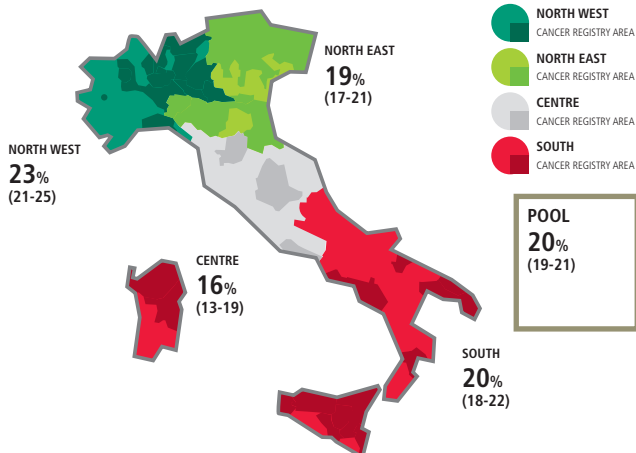 NORTH WEST
CANCER REGISTRY AREA
NORTH EAST
CANCER REGISTRY AREA
CENTRE
CANCER REGISTRY AREA
SOUTH
CANCER REGISTRY AREA
NORTH EAST
19%
(17-21)
NORTH WEST
23%
(21-25)
POOL
20%
(19-21)
CENTRE
16%
(13-19)
SOUTH
20%
(18-22)